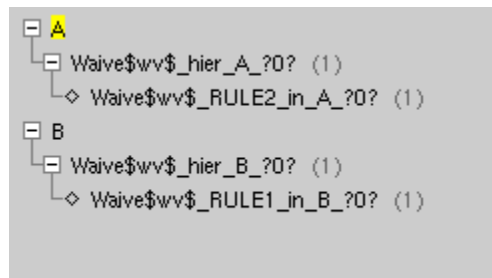 A
Waive$wv$_hier_A_?0? (1)
Waive$wv$_RULE2_in_A_?0? (1)
B
Waive$wv$_hier_B_?0? (1)
Waive$wv$_RULE1_in_B_?0? (1)